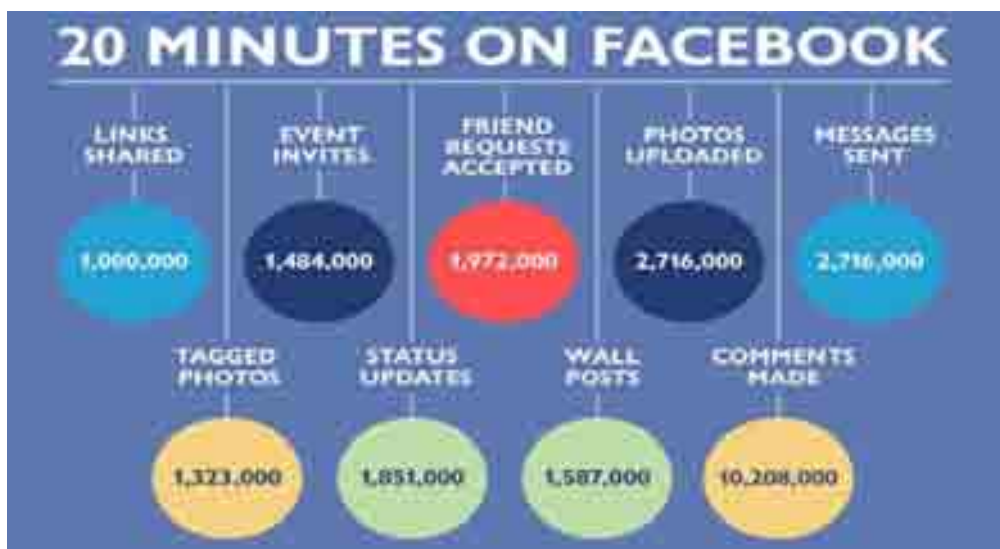 20 MINUTES ON FACEBOOK
LINKS
SHARED
1,000,000
EVENT
INVITES
1,484,000
FRIEND
REQUESTS
ACCEPTED
1,972,000
PHOTOS
UPLOADED
2,716,000
MESSAGES
SENT
2,716,000
TAGGED
PHOTOS
1,323,000
STATUS
UPDATES
1,851,000
WALL
POSTS
1,587,000
COMMENTS
MADE
10,208,000